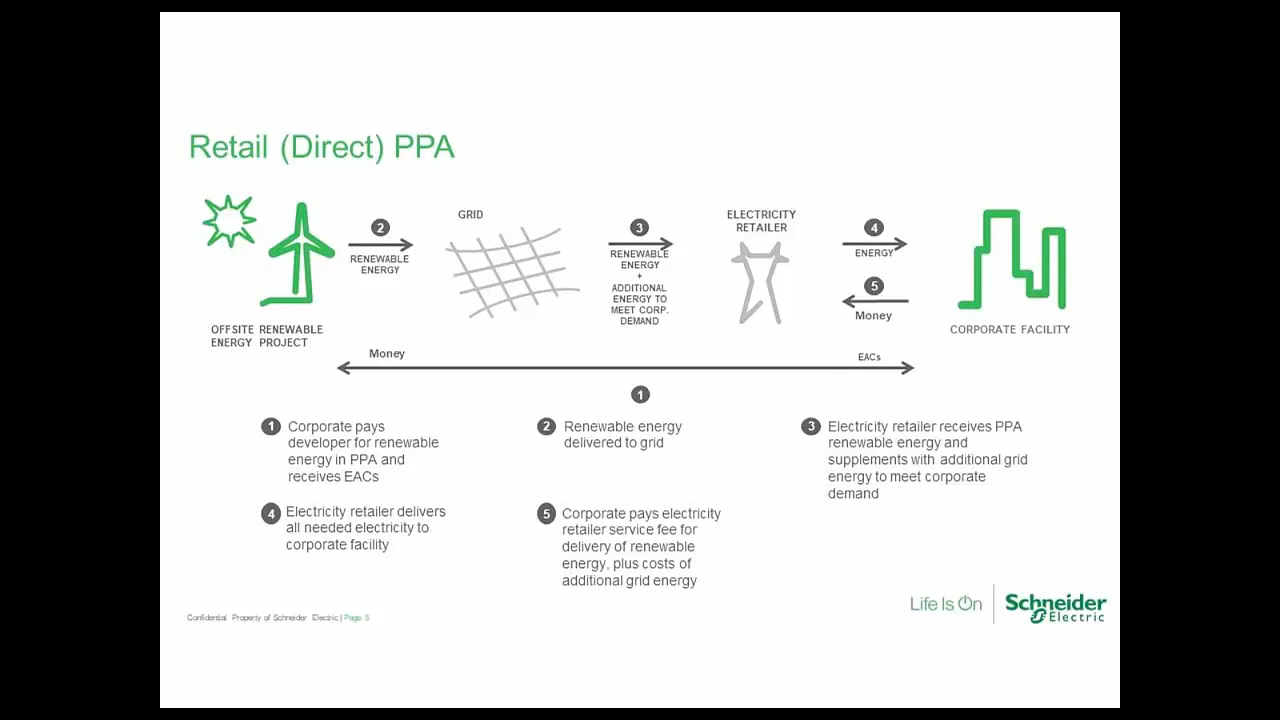 Retail (Direct) PPA
2
RENEWABLE
ENERGY
GRID
3
RENEWABLE
ENERGY
+
ADDITIONAL
ENERGY TO
MEET CORP.
DEMAND
ELECTRICITY
RETAILER
4
ENERGY
5
Money
OFFSITE RENEWABLE
ENERGY PROJECT
CORPORATE FACILITY
Money
EACs
1
1
Corporate pays
developer for renewable
energy in PPA and
receives EACs
2
Renewable energy
delivered to grid
3
Electricity retailer receives PPA
renewable energy and
supplements with additional grid
energy to meet corporate
demand
4
Electricity retailer delivers
all needed electricity to
corporate facility
5
Corporate pays electricity
retailer service fee for
delivery of renewable
energy, plus costs of
additional grid energy
Confidential Property of Schneider Electric | Page 5
Life Is On
Schneider
Electric